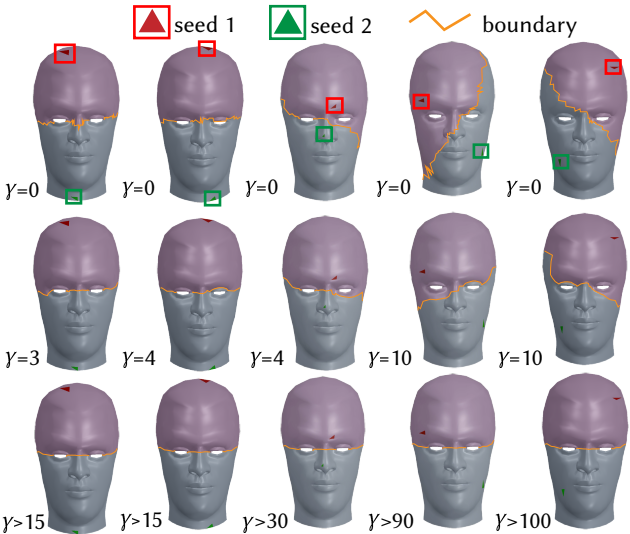 seed 1 seed 2 boundary
γ=0 γ=0 γ=0 γ=0 γ=0
γ=3 γ=4 γ=4 γ=10 γ=10
γ>15 γ>15 γ>30 γ>90 γ>100